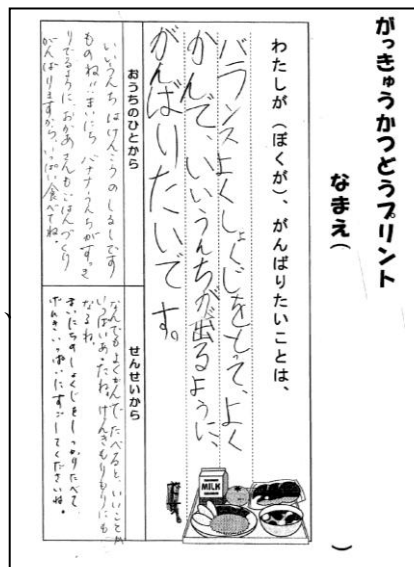 がっきゅうかつどうプリント
なまえ(　　　)
わたしが（ぼくが）、がんばりたいことは、
バランスよくしょくじをもって、よく
かんで、いいうんちが出るように、
がんばりたいです。
です。
MILK
おうちのひとから
いいうんちはけんこうのしるしです
ものね。まいにちバナナうんちがすっき
りでるように、おかあさんもごはんづくり
がんばりますから、いっぱい食べてね。
せんせいから
なんでもよくかんでたべると、いいことが
いっぱいあったね。げんきもりもりにも
なるね。
まいにちのしょくじをしっかりたべて
げんきいっぱいにすごしてくださいね。